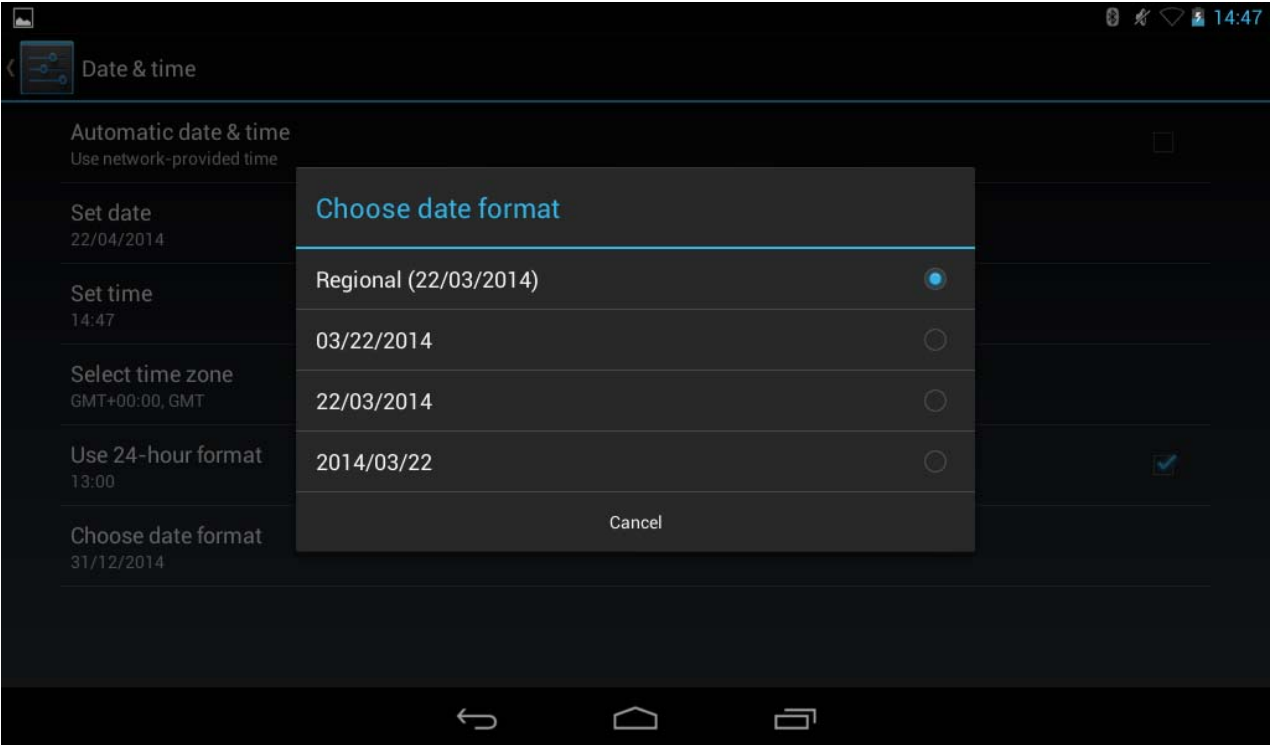 14:47
Date & time
Automatic date & time
Use network-provided time
Set date
22/04/2014
Set time
14:47
Select time zone
GMT+00:00, GMT
Use 24-hour format
13:00
Choose date format
31/12/2014
Choose date format
Regional (22/03/2014)
03/22/2014
22/03/2014
2014/03/22
Cancel